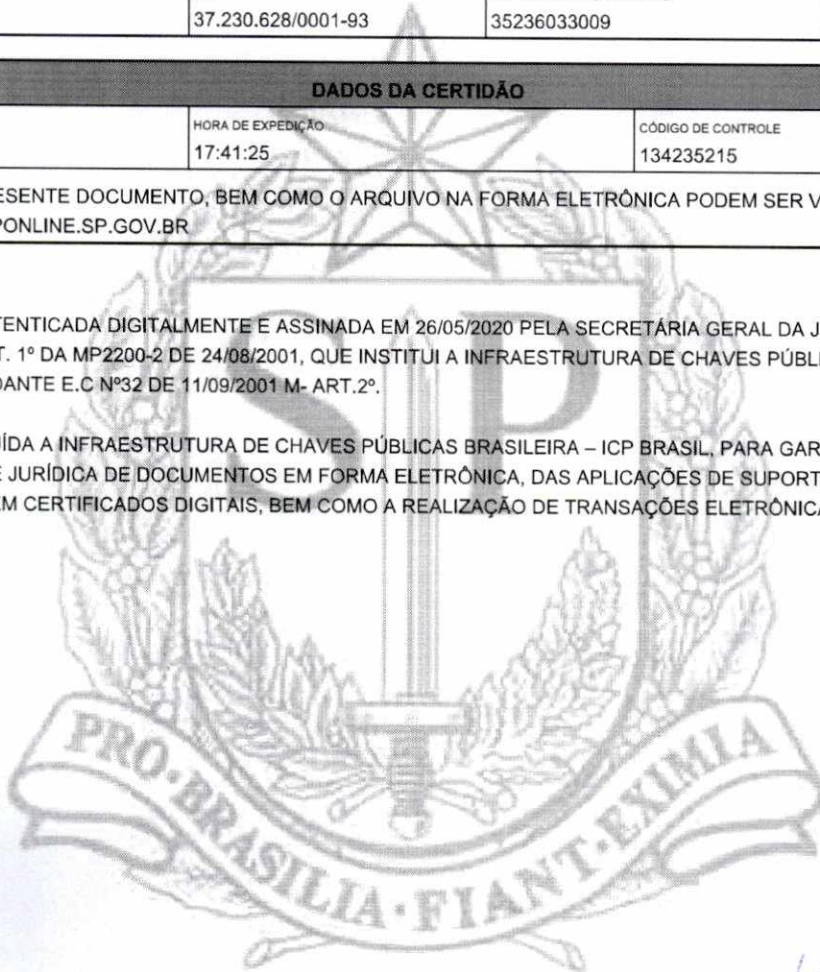 37.230.628/0001-93 35236033009
DADOS DA CERTIDÃO
HORA DE EXPEDIÇÃO CÓDIGO DE CONTROLE
17:41:25 134235215
ESENTE DOCUMENTO, BEM COMO O ARQUIVO NA FORMA ELETRÔNICA PODEM SER V
PONLINE.SP.GOV.BR
TENTICADA DIGITALMENTE E ASSINADA EM 26/05/2020 PELA SECRETÁRIA GERAL DA J
T. 1º DA MP2200-2 DE 24/08/2001, QUE INSTITUI A INFRAESTRUTURA DE CHAVES PÚBL
DANTE E.C Nº32 DE 11/09/2001 M- ART.2º.
ÍDA A INFRAESTRUTURA DE CHAVES PÚBLICAS BRASILEIRA – ICP BRASIL, PARA GAR
E JURÍDICA DE DOCUMENTOS EM FORMA ELETRÔNICA, DAS APLICAÇÕES DE SUPORT
EM CERTIFICADOS DIGITAIS, BEM COMO A REALIZAÇÃO DE TRANSAÇÕES ELETRÔNICA
SP
PRO·BRASILIA·FIANT·EXIMIA